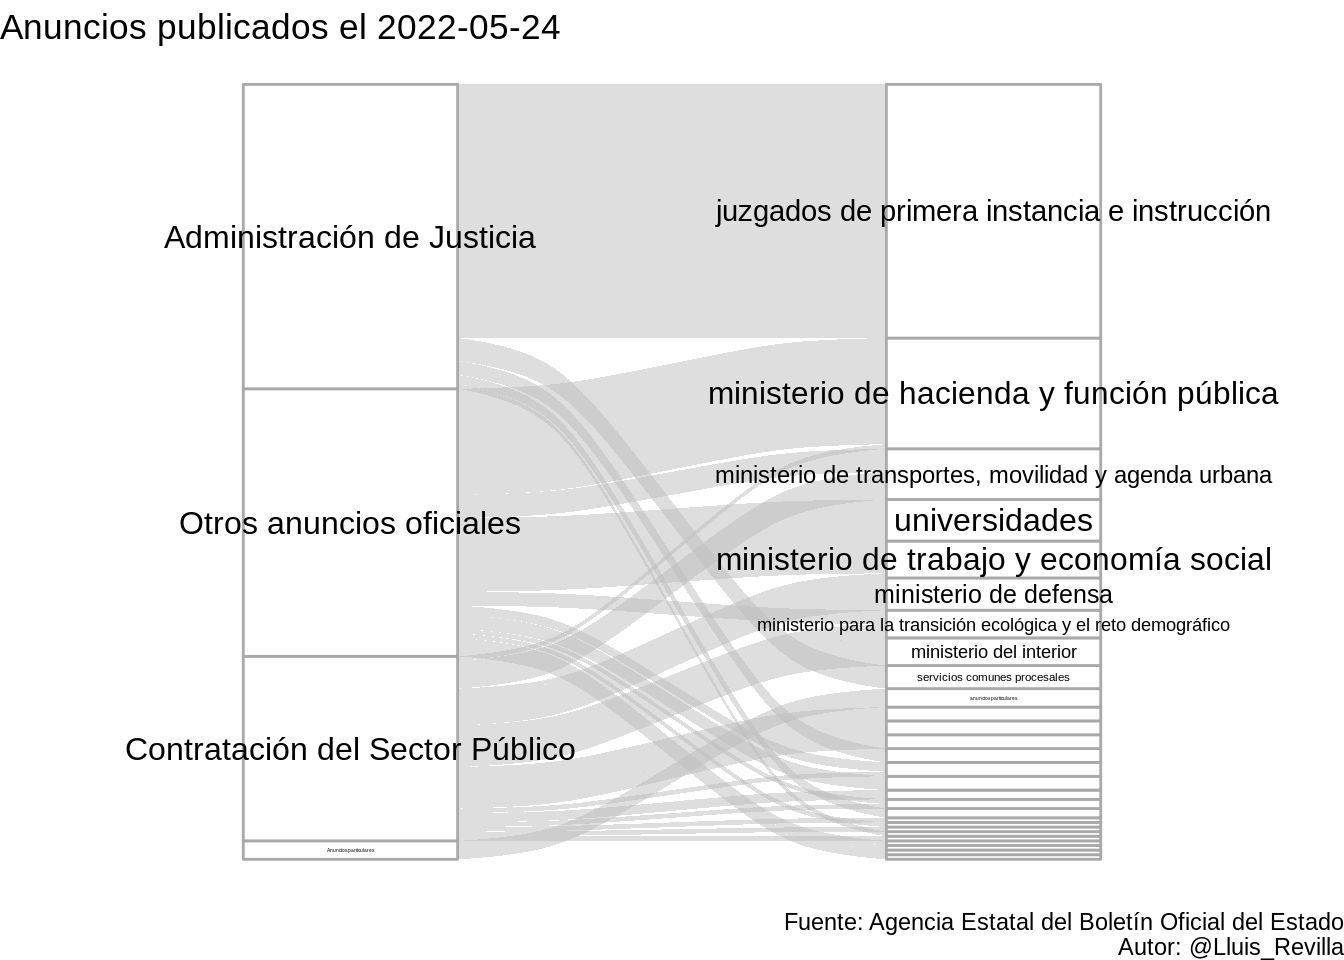 Anuncios publicados el 2022-05-24
Administración de Justicia
Otros anuncios oficiales
Contratación del Sector Público
Anuncios particulares
juzgados de primera instancia e instrucción
ministerio de hacienda y función pública
ministerio de transportes, movilidad y agenda urbana
universidades
ministerio de trabajo y economía social
ministerio de defensa
ministerio para la transición ecológica y el reto demográfico
ministerio del interior
servicios comunes procesales
anuncios particulares
Fuente: Agencia Estatal del Boletín Oficial del Estado
Autor: @Lluis_Revilla